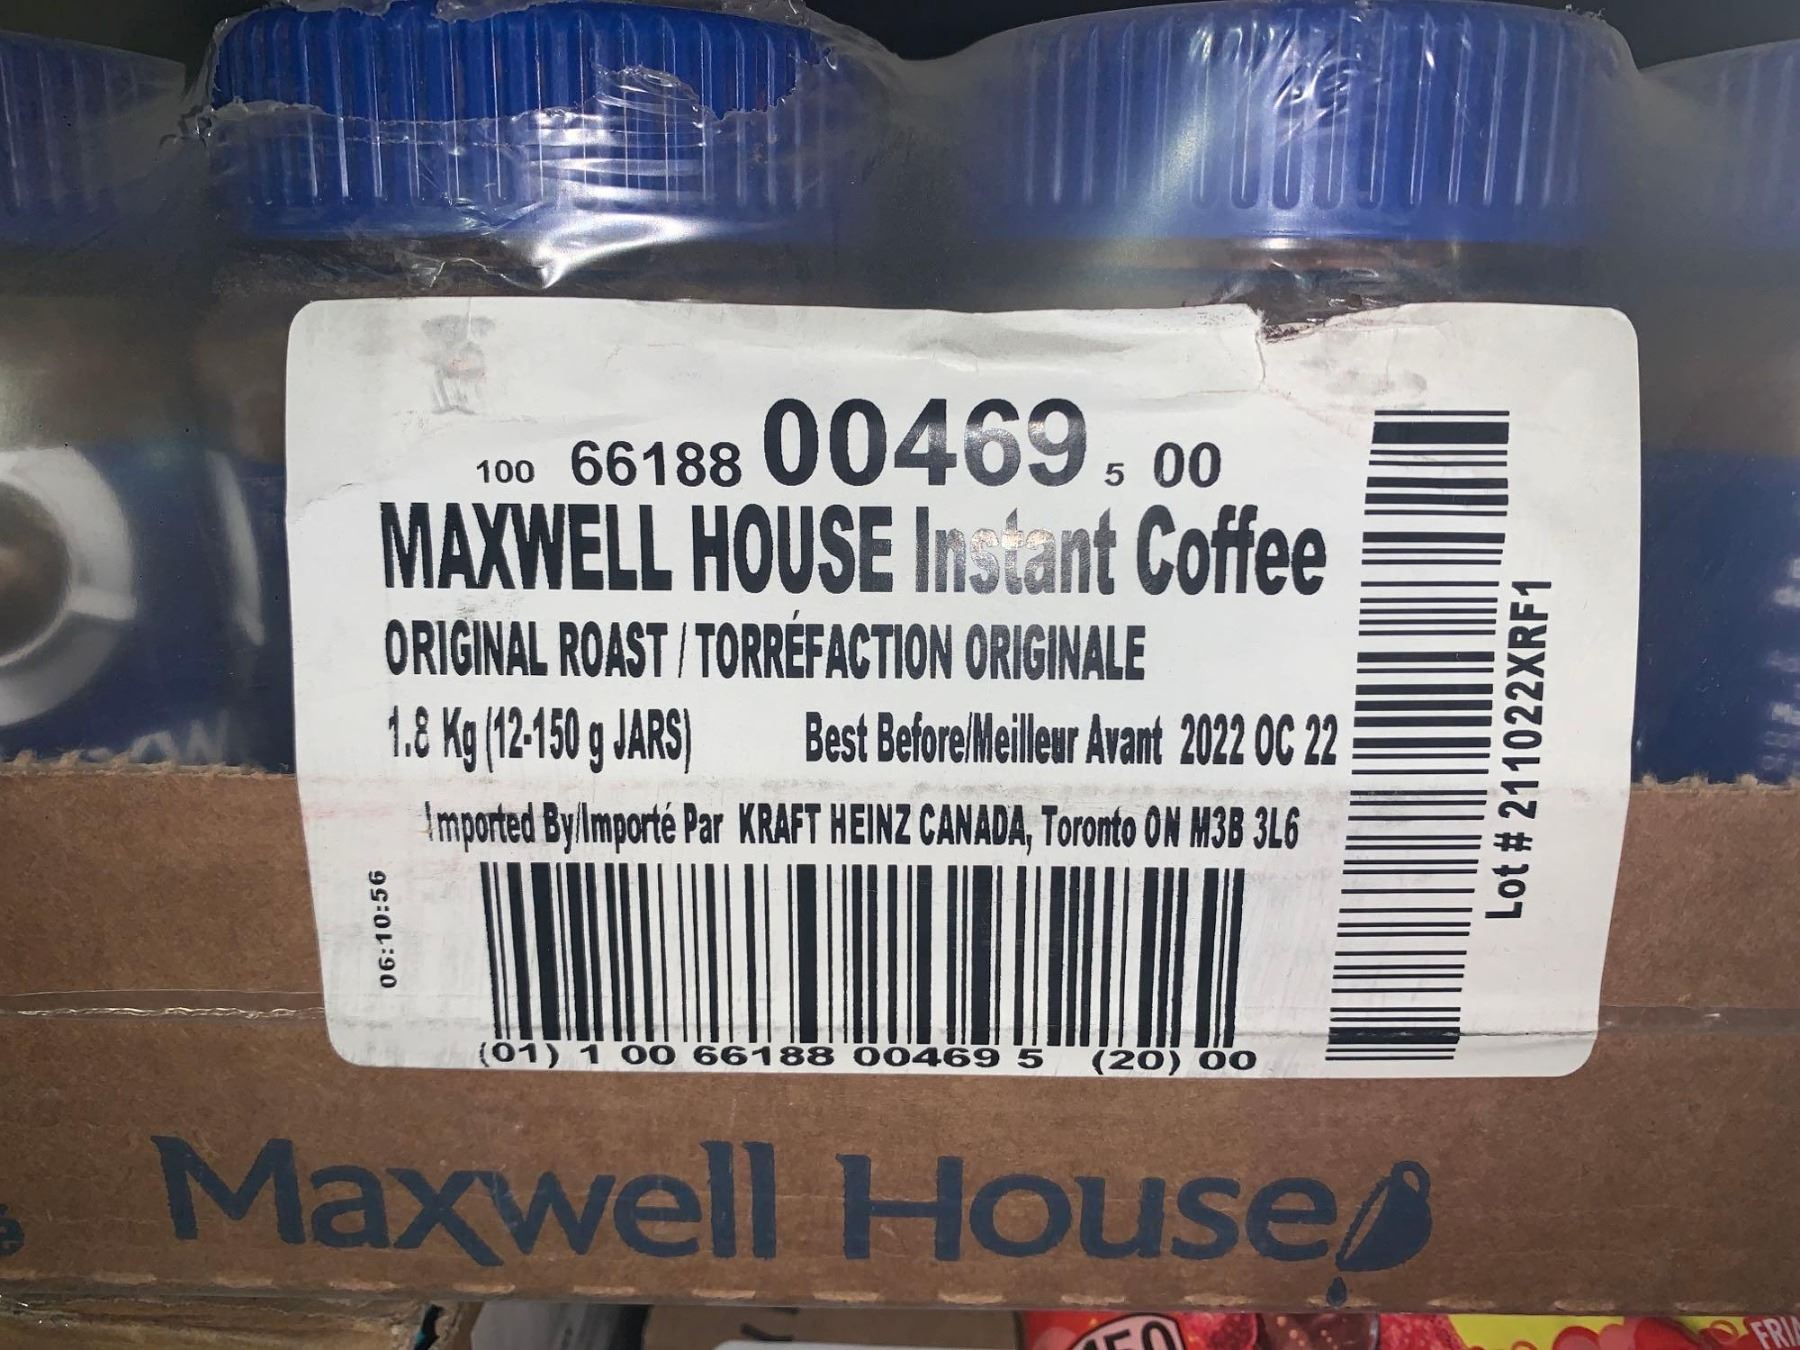 100 66188 00469 5 00
MAXWELL HOUSE Instant Coffee
ORIGINAL ROAST / TORRÉFACTION ORIGINALE
1.8 Kg (12-150 g JARS) Best Before/Meilleur Avant 2022 OC 22
Imported By/Importé Par KRAFT HEINZ CANADA, Toronto ON M3B 3L6
06:10:56
(01) 1 00 66188 00469 5 (20) 00
Lot # 211022XRF1
Maxwell House
150